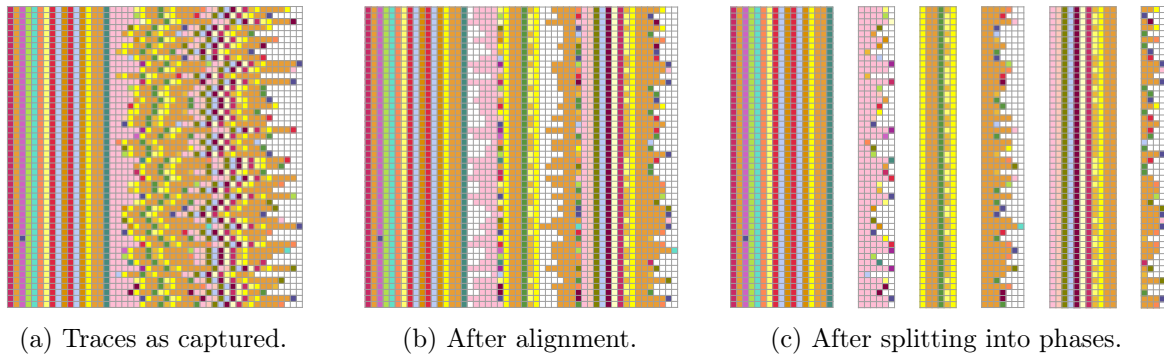 (a) Traces as captured.
(b) After alignment.
(c) After splitting into phases.